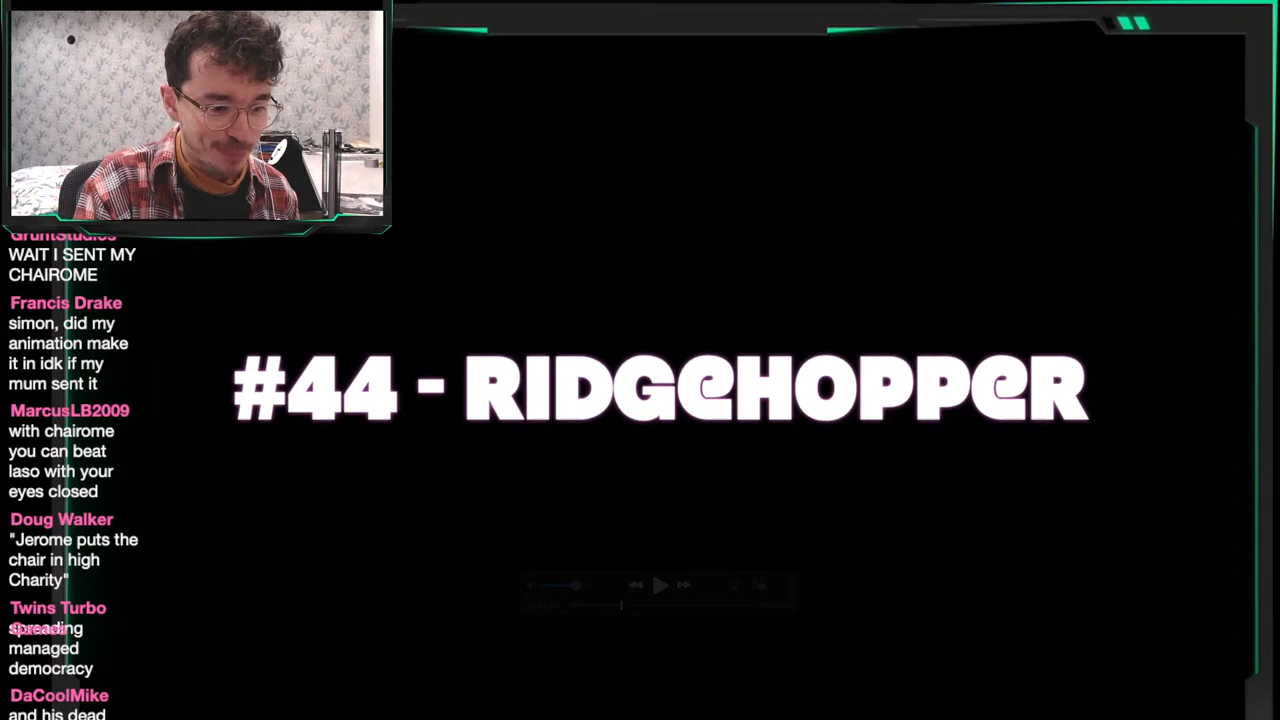 GruntStudios
WAIT I SENT MY
CHAIROME
Francis Drake
simon, did my
animation make
it in idk if my
mum sent it
MarcusLB2009
with chairome
you can beat
laso with your
eyes closed
Doug Walker
"Jerome puts the
chair in high
Charity"
Twins Turbo
spreading
managed
democracy
DaCoolMike
and his dead
#44 - RIDGEHOPPER